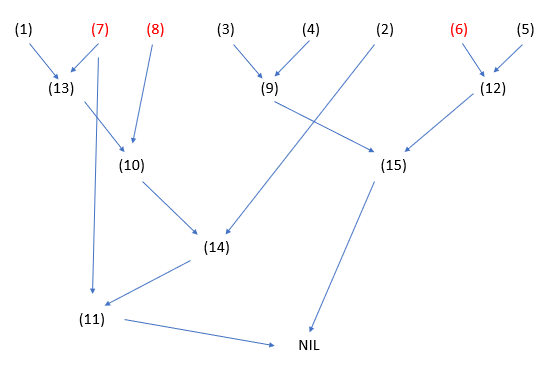 (1) (7) (8) (3) (4) (2) (6) (5)
(13) (9) (12)
(10) (15)
(14)
(11)
NIL